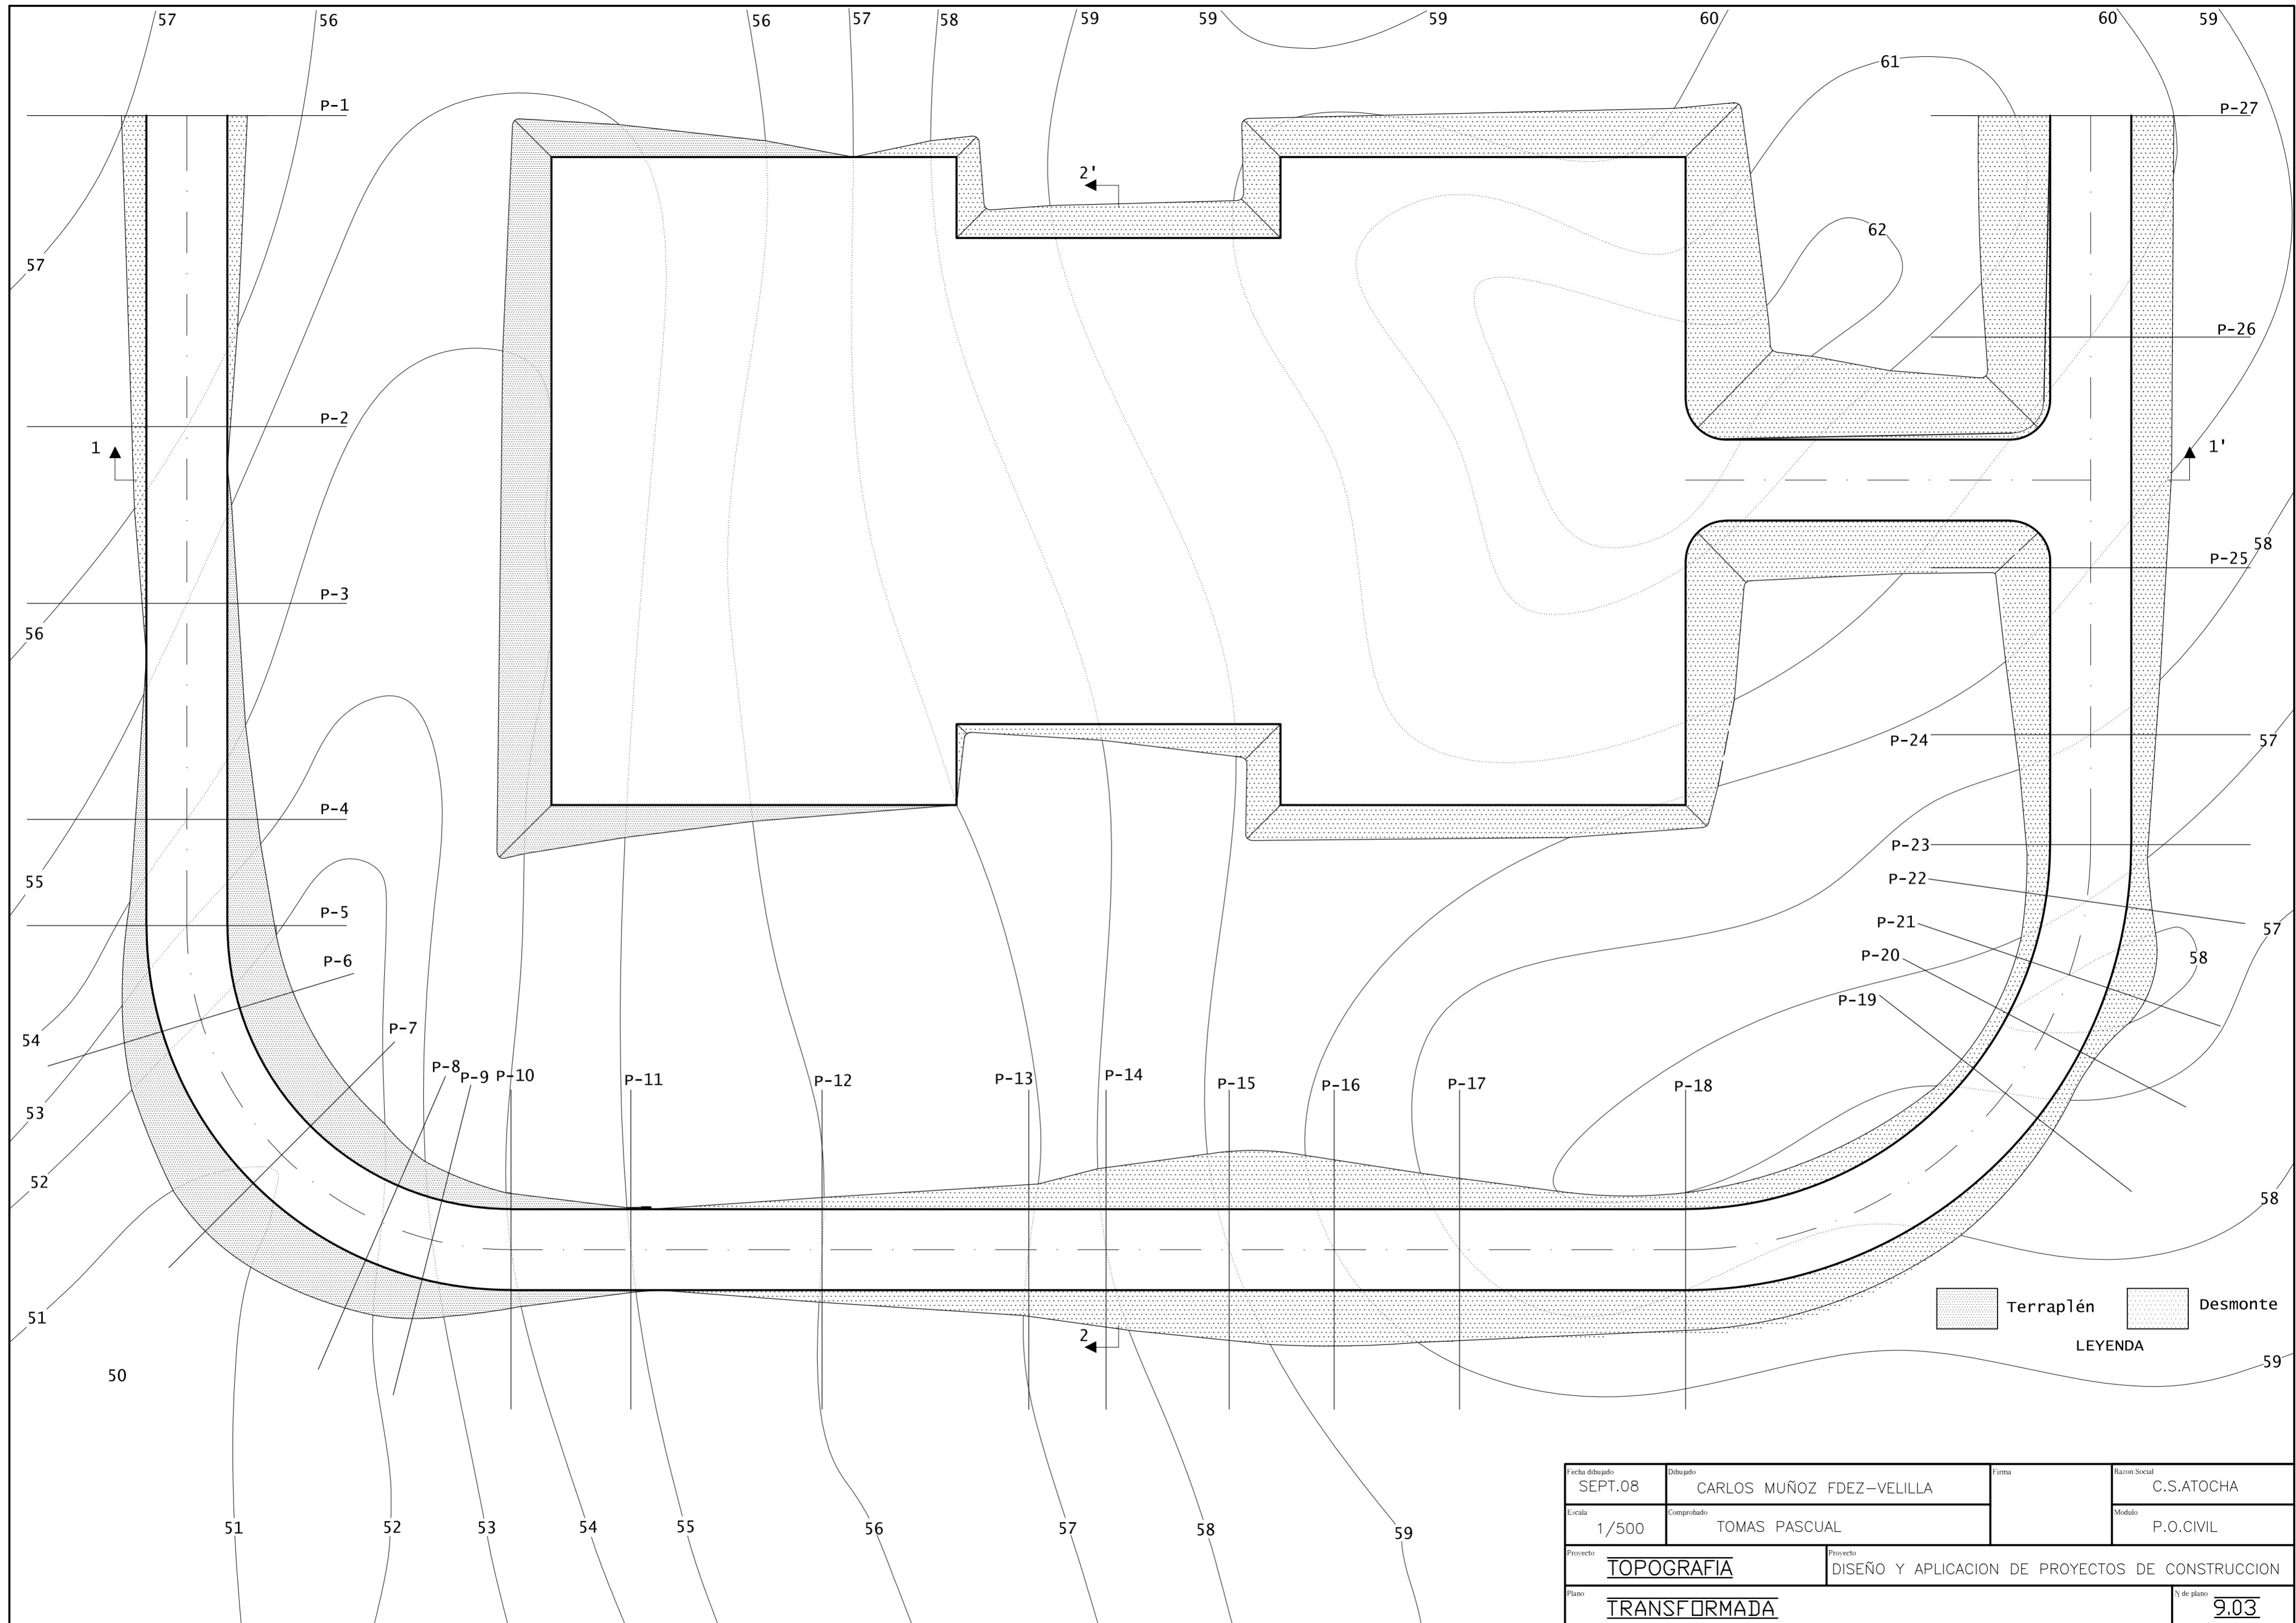 57 56 56 57 58 59 59 59 60 60 59
61
P-1 P-27
2'
62
57
P-26
P-2
1 1'
58
P-25
P-3
56
P-24 57
P-4
P-23
55 P-22
P-5 P-21 57
P-6 P-20 58
P-19
54 P-7
P-8 P-9 P-10 P-11 P-12 P-13 P-14 P-15 P-16 P-17 P-18
53
52 58
Terraplén Desmonte
51
2 LEYENDA
50 59
51 52 53 54 55 56 57 58 59
Fecha dibujado Dibujado Firma Razon Social
SEPT.08 CARLOS MUÑOZ FDEZ-VELILLA C.S.ATOCHA
Escala Comprobado Modulo
1/500 TOMAS PASCUAL P.O.CIVIL
Proyecto Proyecto
TOPOGRAFIA DISEÑO Y APLICACION DE PROYECTOS DE CONSTRUCCION
Plano N de plano
TRANSFORMADA 9.03